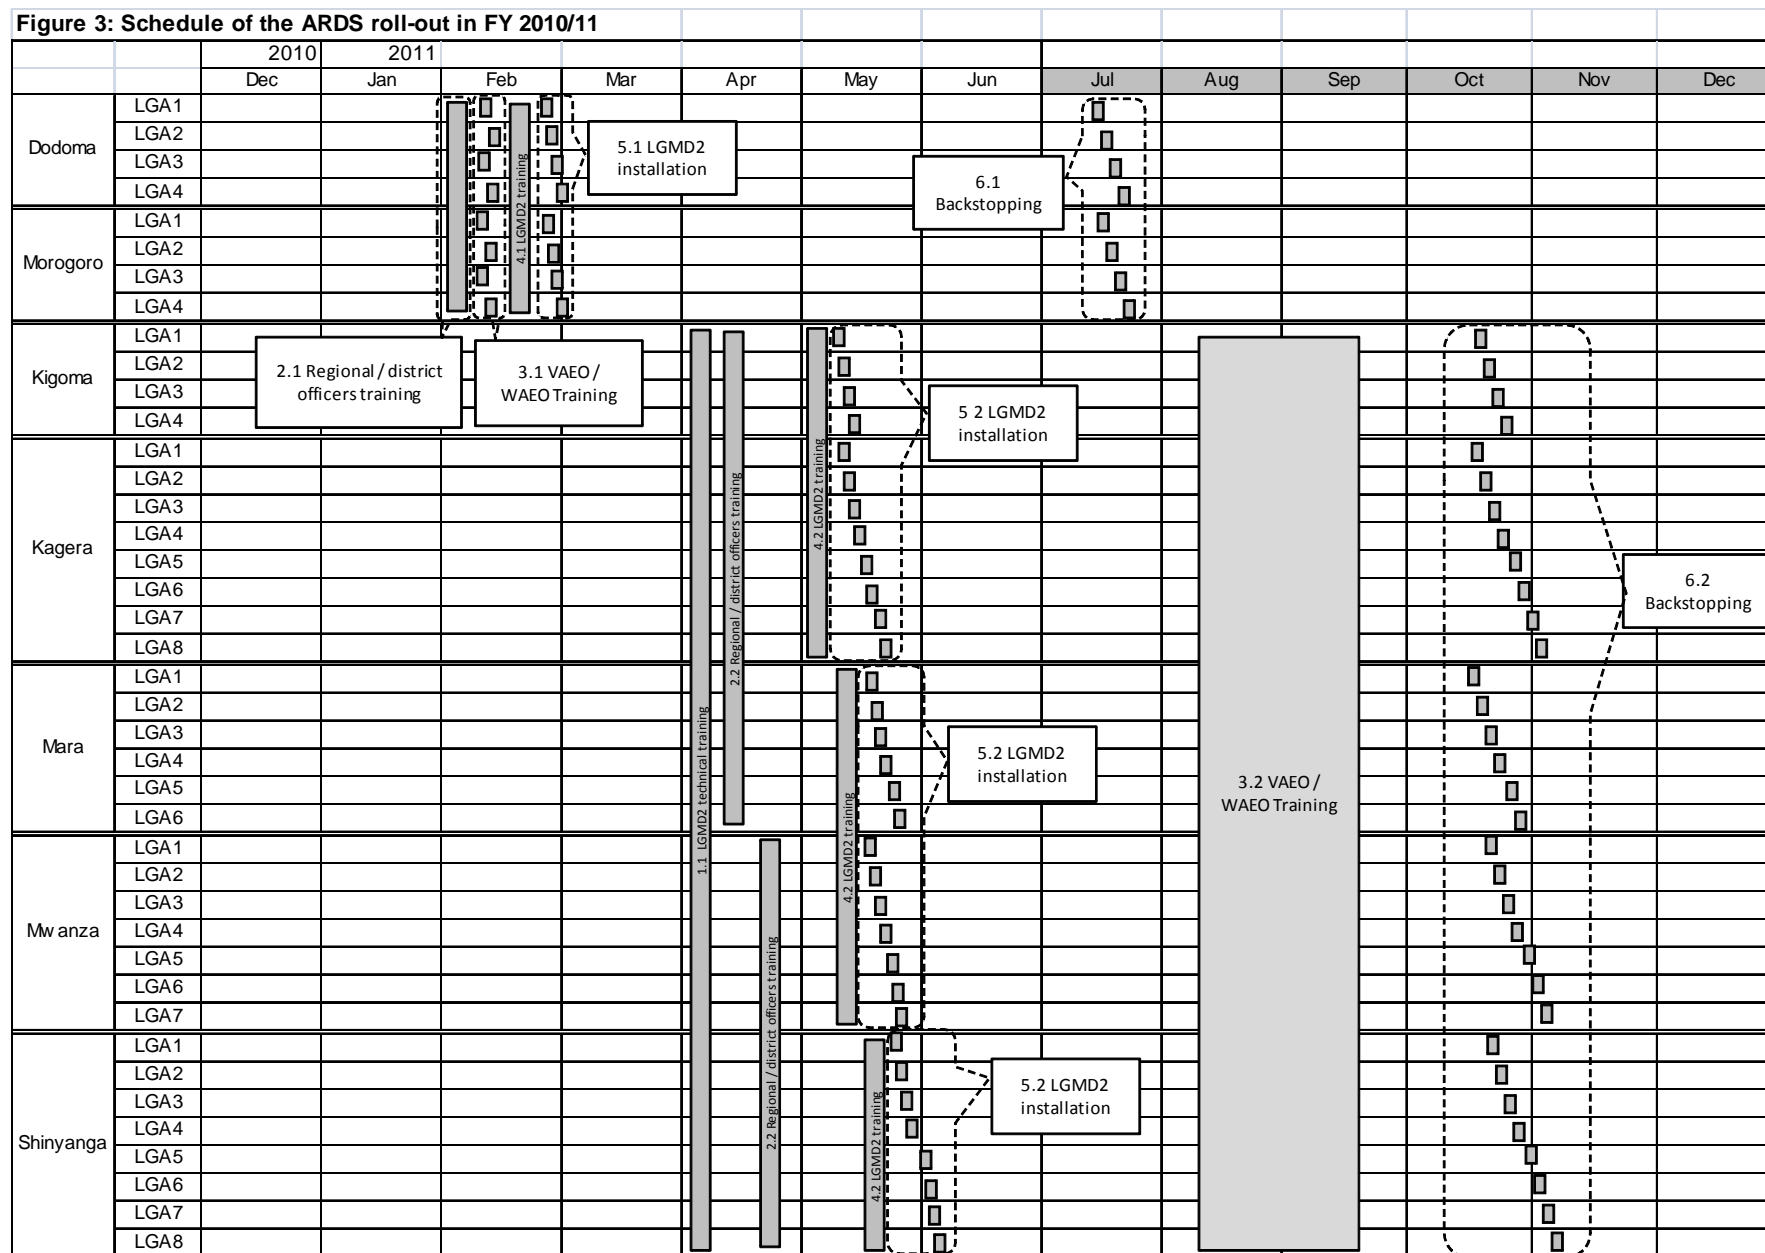 Figure 3: Schedule of the ARDS roll-out in FY 2010/11
2010 2011
Dec Jan Feb Mar Apr May Jun Jul Aug Sep Oct Nov Dec
Dodoma
LGA1
LGA2
LGA3
LGA4
4.1 LGMD2 training
5.1 LGMD2
installation
6.1
Backstopping
Morogoro
LGA1
LGA2
LGA3
LGA4
2.1 Regional / district
officers training
3.1 VAEO /
WAEO Training
Kigoma
LGA1
LGA2
LGA3
LGA4
5 2 LGMD2
installation
Kagera
LGA1
LGA2
LGA3
LGA4
LGA5
LGA6
LGA7
LGA8
1.1 LGMD2 technical training
2.2 Regional / district officers training
4.2 LGMD2 training
6.2
Backstopping
Mara
LGA1
LGA2
LGA3
LGA4
LGA5
LGA6
5.2 LGMD2
installation
3.2 VAEO /
WAEO Training
Mwanza
LGA1
LGA2
LGA3
LGA4
LGA5
LGA6
LGA7
4.2 LGMD2 training
2.2 Regional / district officers training
Shinyanga
LGA1
LGA2
LGA3
LGA4
LGA5
LGA6
LGA7
LGA8
4.2 LGMD2 training
5.2 LGMD2
installation